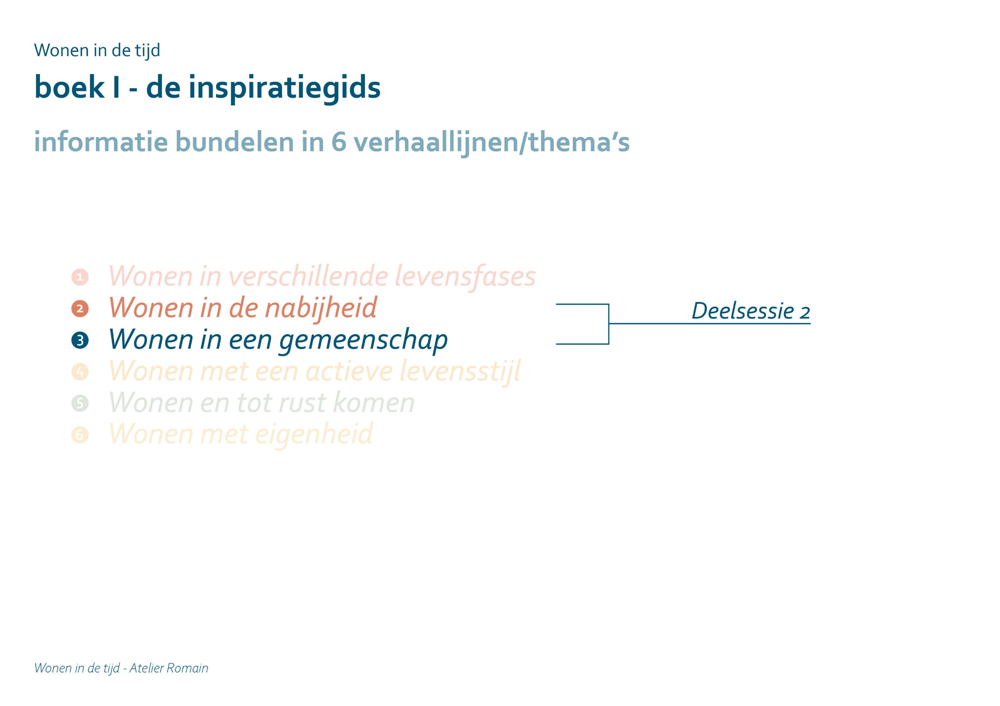 Wonen in de tijd
boek I - de inspiratiegids
informatie bundelen in 6 verhaallijnen/thema’s
1 Wonen in verschillende levensfases
2 Wonen in de nabijheid
Deelsessie 2
3 Wonen in een gemeenschap
4 Wonen met een actieve levensstijl
5 Wonen en tot rust komen
6 Wonen met eigenheid
Wonen in de tijd - Atelier Romain